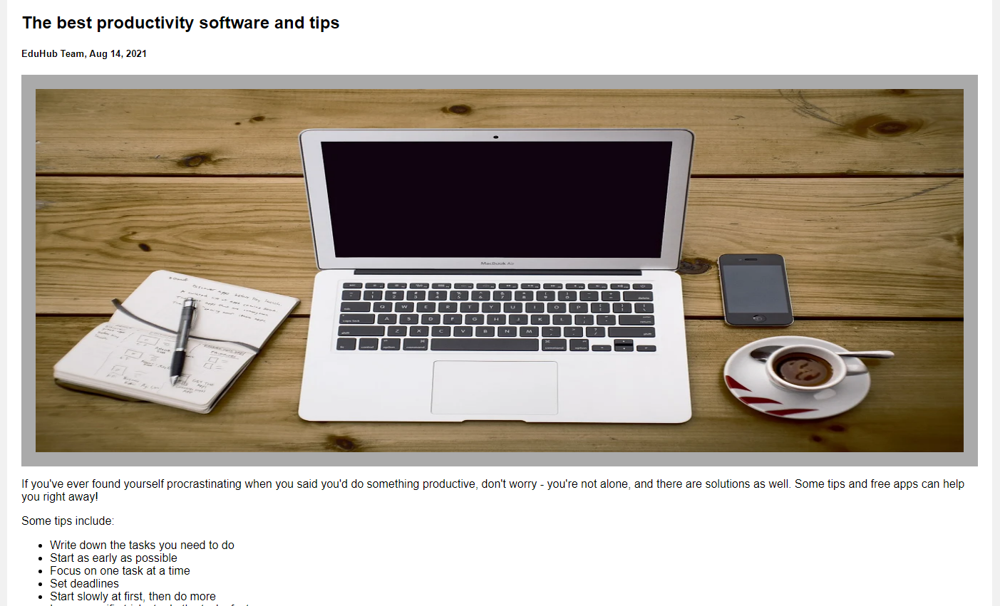 The best productivity software and tips
EduHub Team, Aug 14, 2021
MacBook Air
If you've ever found yourself procrastinating when you said you'd do something productive, don't worry - you're not alone, and there are solutions as well. Some tips and free apps can help
you right away!
Some tips include:
Write down the tasks you need to do
Start as early as possible
Focus on one task at a time
Set deadlines
Start slowly at first, then do more